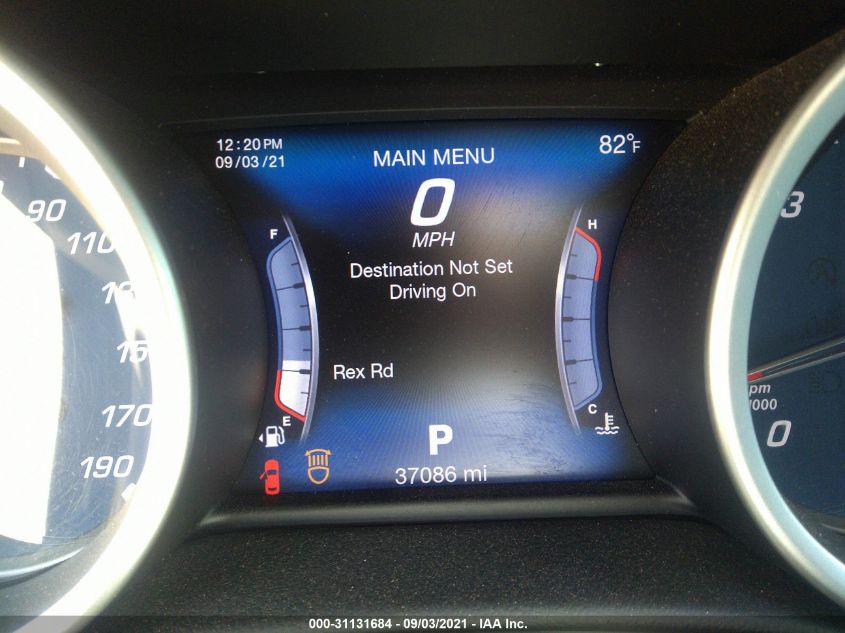 12:20 PM
09/03/21
MAIN MENU
82°F
0
MPH
Destination Not Set
Driving On
Rex Rd
P
37086 mi
F
E
H
C
90
110
170
190
3
0
000-31131684 - 09/03/2021 - IAA Inc.